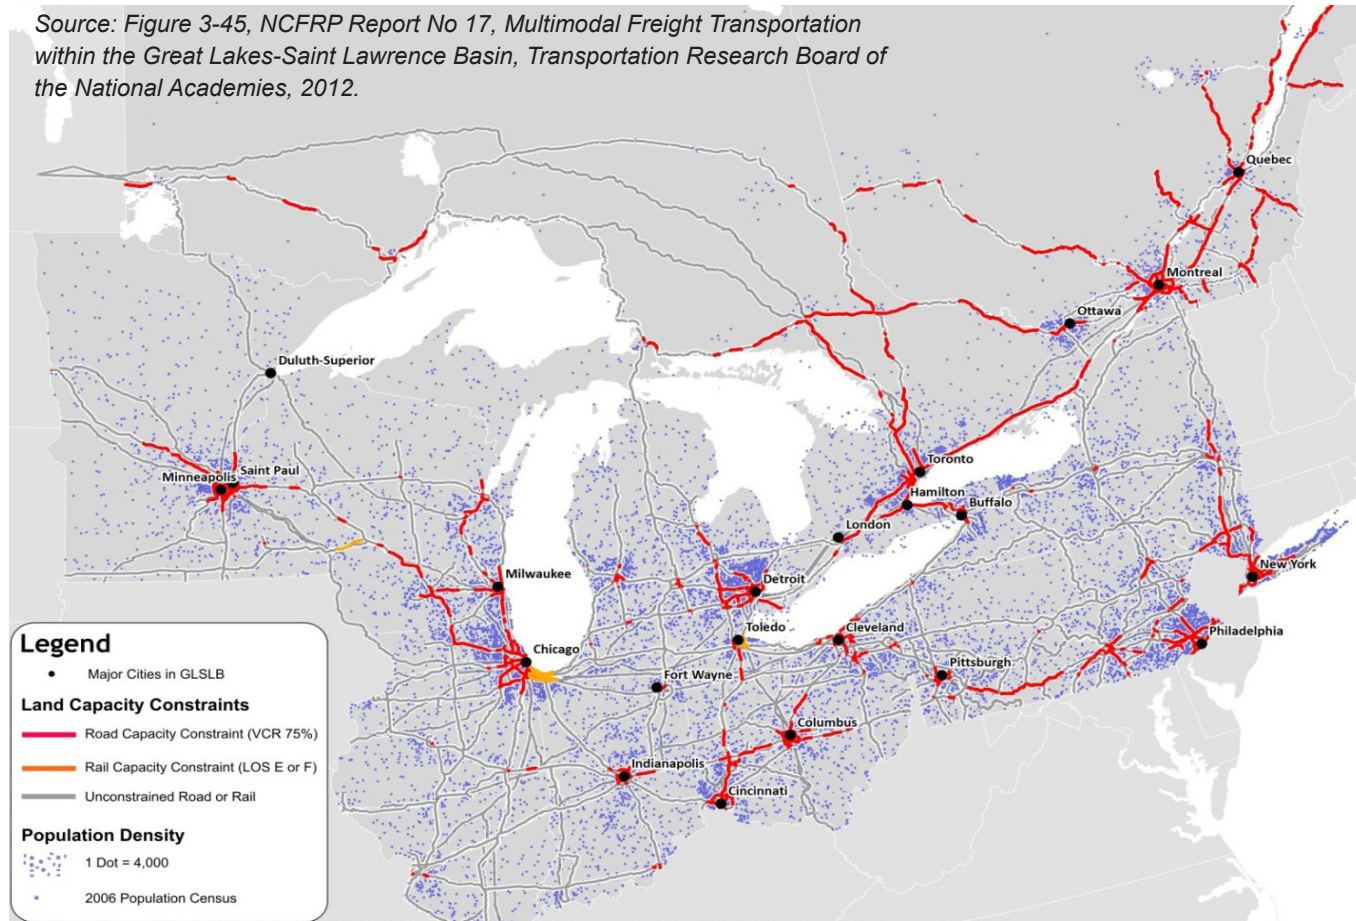 Source: Figure 3-45, NCFRP Report No 17, Multimodal Freight Transportation
within the Great Lakes-Saint Lawrence Basin, Transportation Research Board of
the National Academies, 2012.
Quebec
Montreal
Ottawa
Duluth-Superior
Toronto
Saint Paul
Minneapolis
Hamilton
Buffalo
London
New York
Milwaukee
Detroit
Toledo
Cleveland
Philadelphia
Chicago
Pittsburgh
Fort Wayne
Columbus
Indianapolis
Cincinnati
Legend
Major Cities in GLSLB
Land Capacity Constraints
Road Capacity Constraint (VCR 75%)
Rail Capacity Constraint (LOS E or F)
Unconstrained Road or Rail
Population Density
1 Dot = 4,000
2006 Population Census